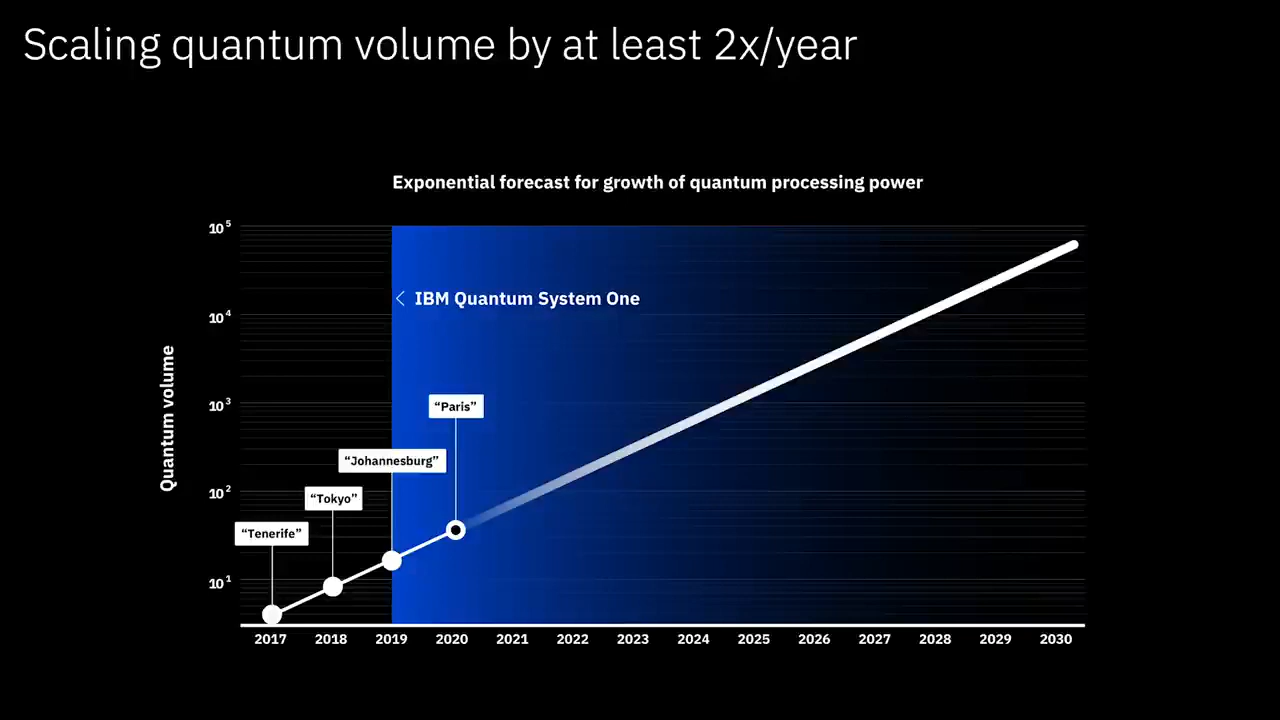 Scaling quantum volume by at least 2x/year
Exponential forecast for growth of quantum processing power
10⁵
< IBM Quantum System One
10⁴
Quantum volume
10³
“Paris”
“Johannesburg”
10²
“Tokyo”
“Tenerife”
10¹
2017 2018 2019 2020 2021 2022 2023 2024 2025 2026 2027 2028 2029 2030